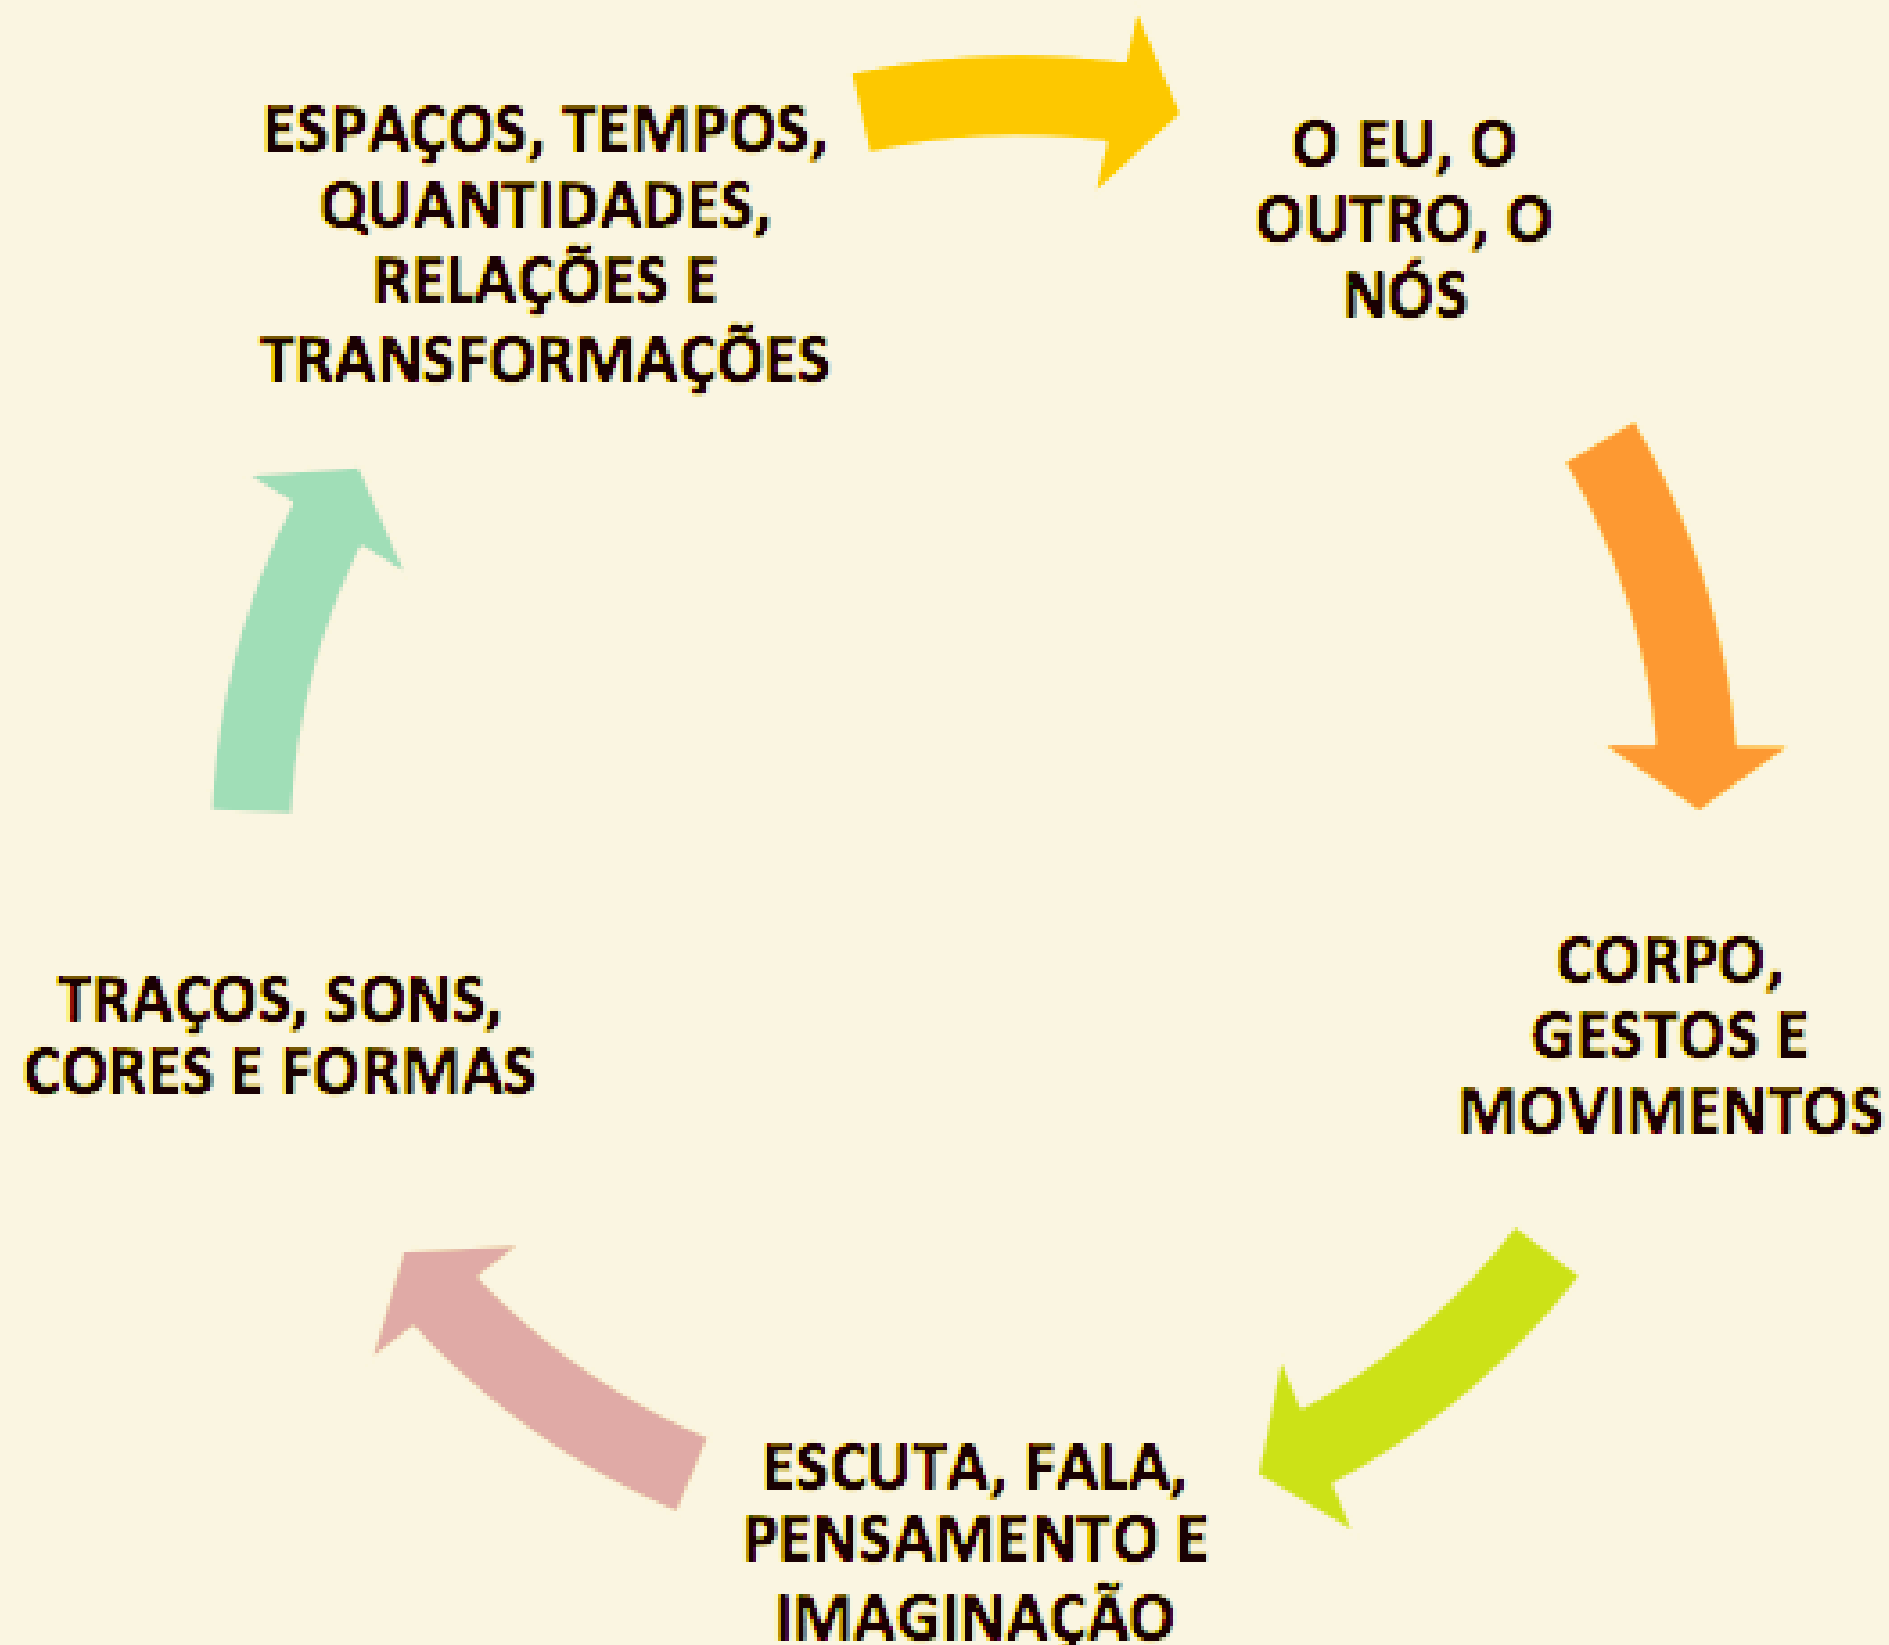 ESPAÇOS, TEMPOS,
QUANTIDADES,
RELAÇÕES E
TRANSFORMAÇÕES
O EU, O
OUTRO, O
NÓS
CORPO,
GESTOS E
MOVIMENTOS
ESCUTA, FALA,
PENSAMENTO E
IMAGINAÇÃO
TRAÇOS, SONS,
CORES E FORMAS